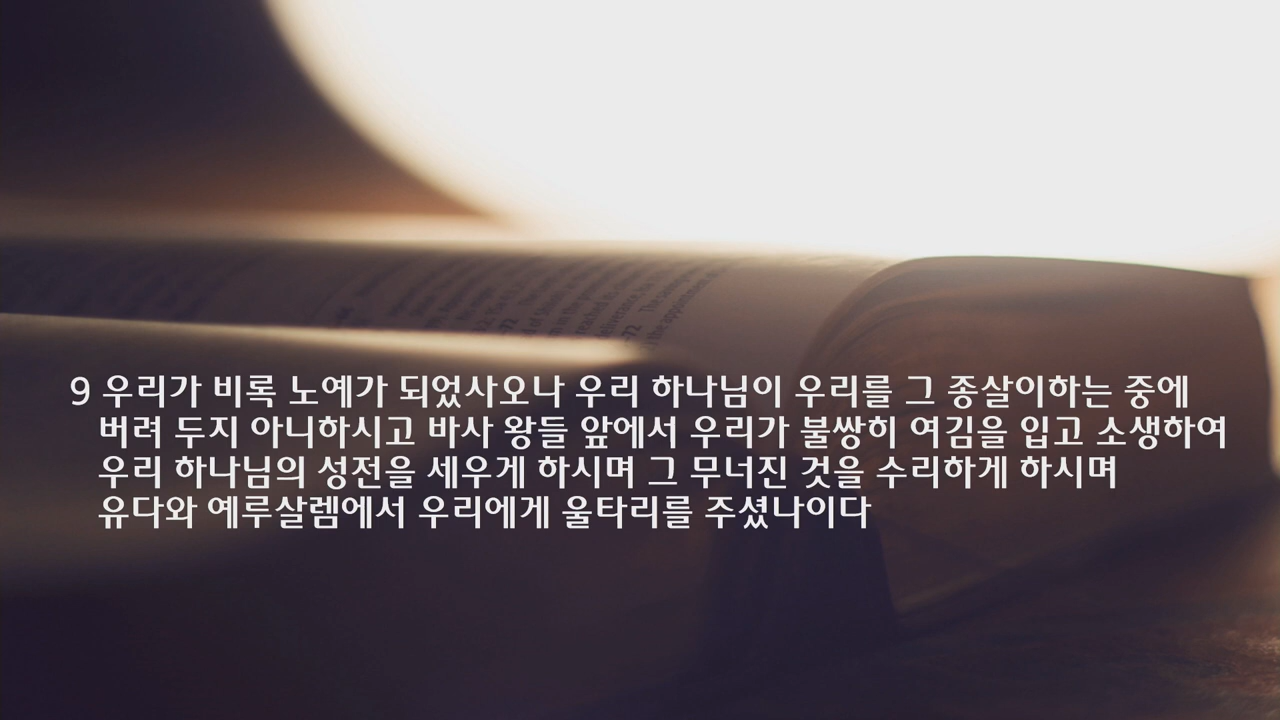 9 우리가 비록 노예가 되었사오나 우리 하나님이 우리를 그 종살이하는 중에
버려 두지 아니하시고 바사 왕들 앞에서 우리가 불쌍히 여김을 입고 소생하여
우리 하나님의 성전을 세우게 하시며 그 무너진 것을 수리하게 하시며
유다와 예루살렘에서 우리에게 울타리를 주셨나이다